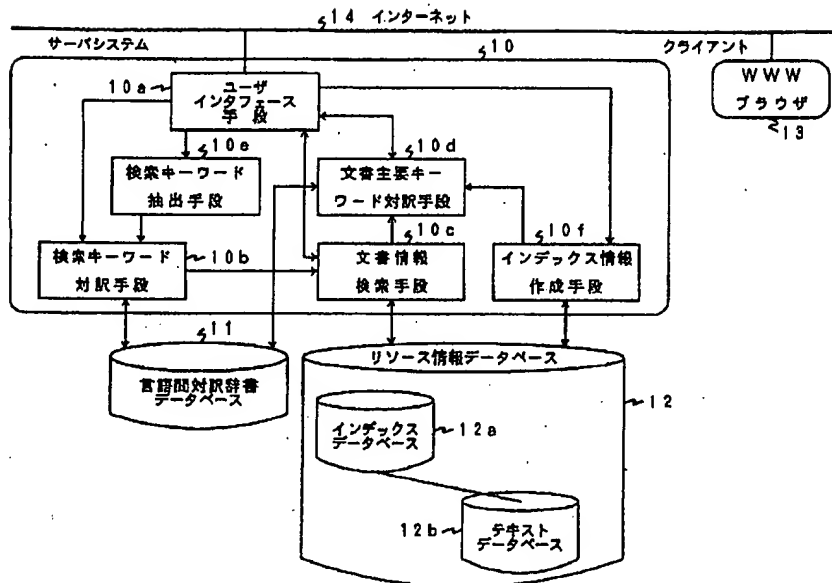 14 インターネット
サーバシステム
10
クライアント
10a
ユーザ
インタフェース
手段
WWW
ブラウザ
13
10e
検索キーワード
抽出手段
10d
文書主要キー
ワード対訳手段
検索キーワード
対訳手段
10b
10c
文書情報
検索手段
10f
インデックス情報
作成手段
11
言語間対訳辞書
データベース
リソース情報データベース
12
インデックス
データベース
12a
12b
テキスト
データベース